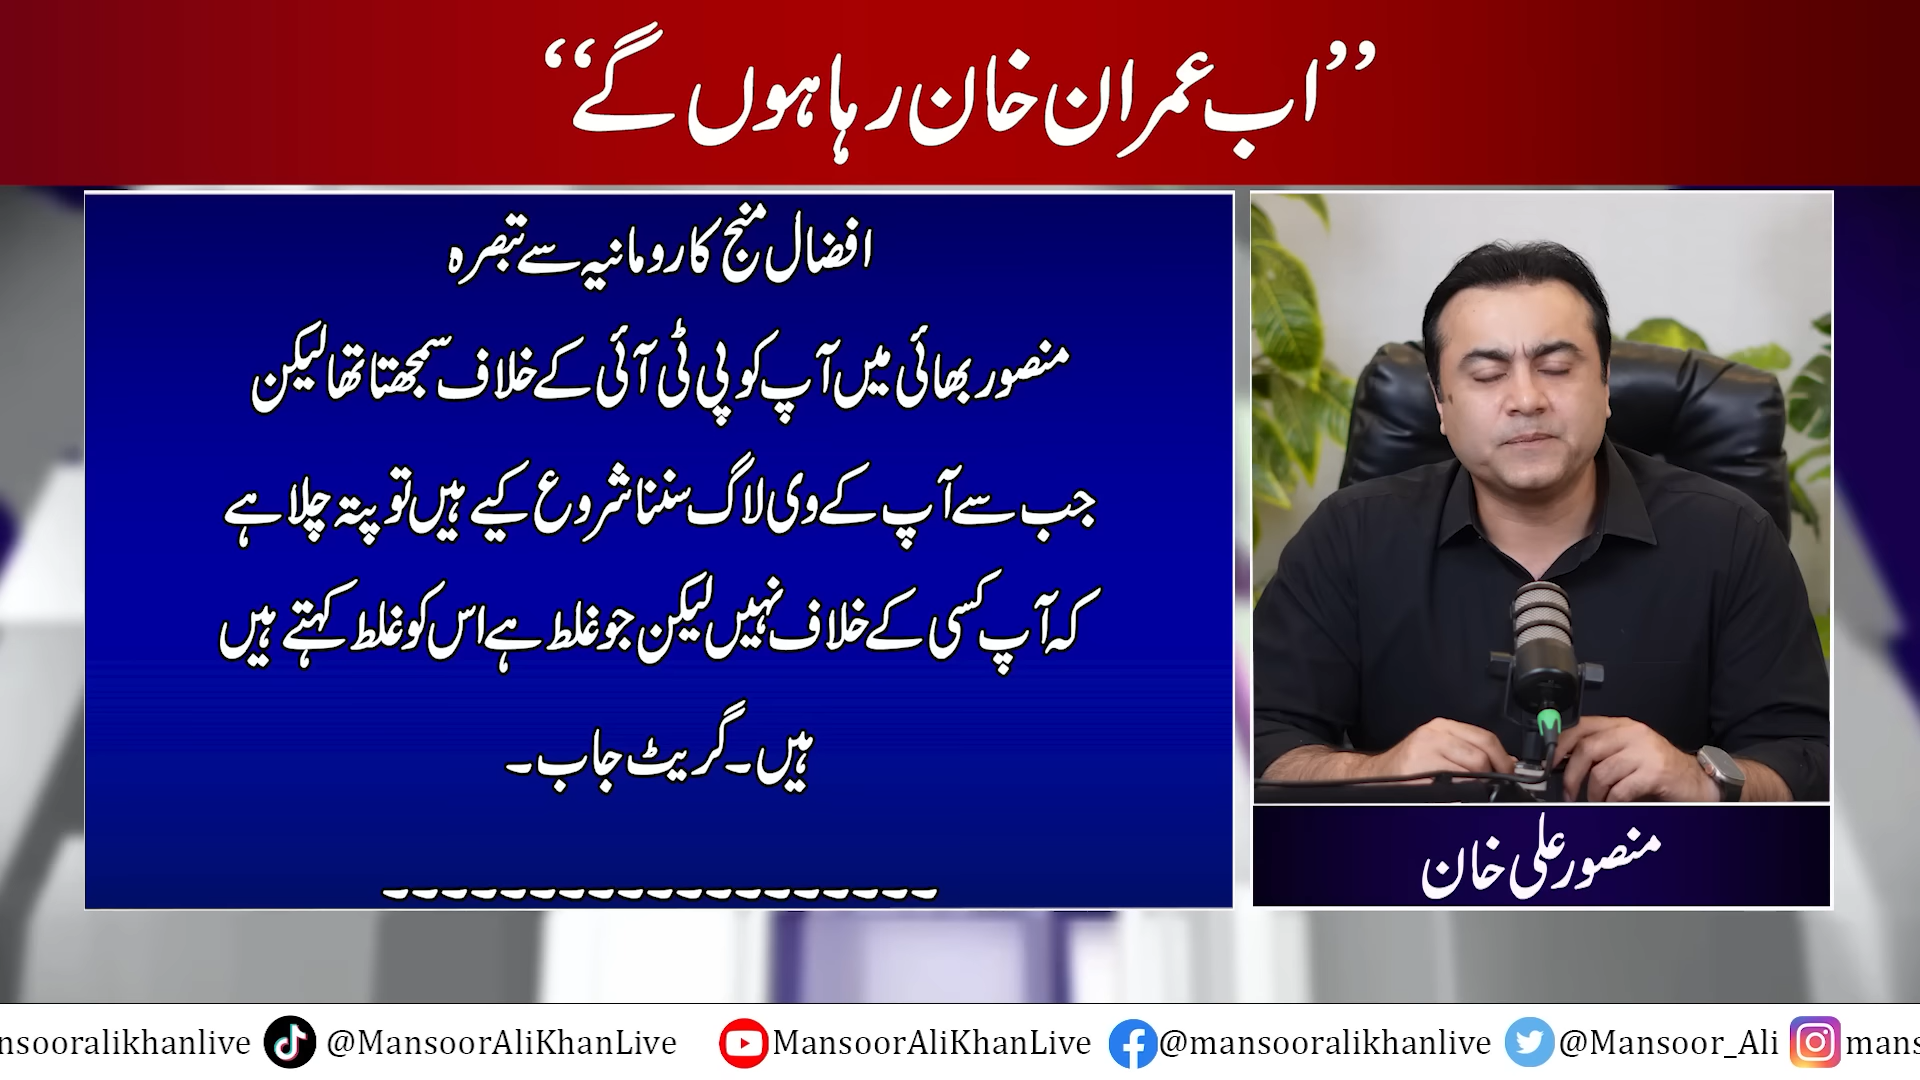 ”اب عمران خان رہا ہوں گے“
افضال منج کا رومانیہ سے تبصرہ
منصور بھائی میں آپ کو پی ٹی آئی کے خلاف سمجھتا تھا لیکن
جب سے آپ کے وی لاگ سننا شروع کیے ہیں تو پتہ چلا ہے
کہ آپ کسی کے خلاف نہیں لیکن جو غلط ہے اس کو غلط کہتے ہیں
ہیں۔ گریٹ جاب۔
منصور علی خان
nsooralikhanlive @MansoorAliKhanLive MansoorAliKhanLive @mansooralikhanlive @Mansoor_Ali mans